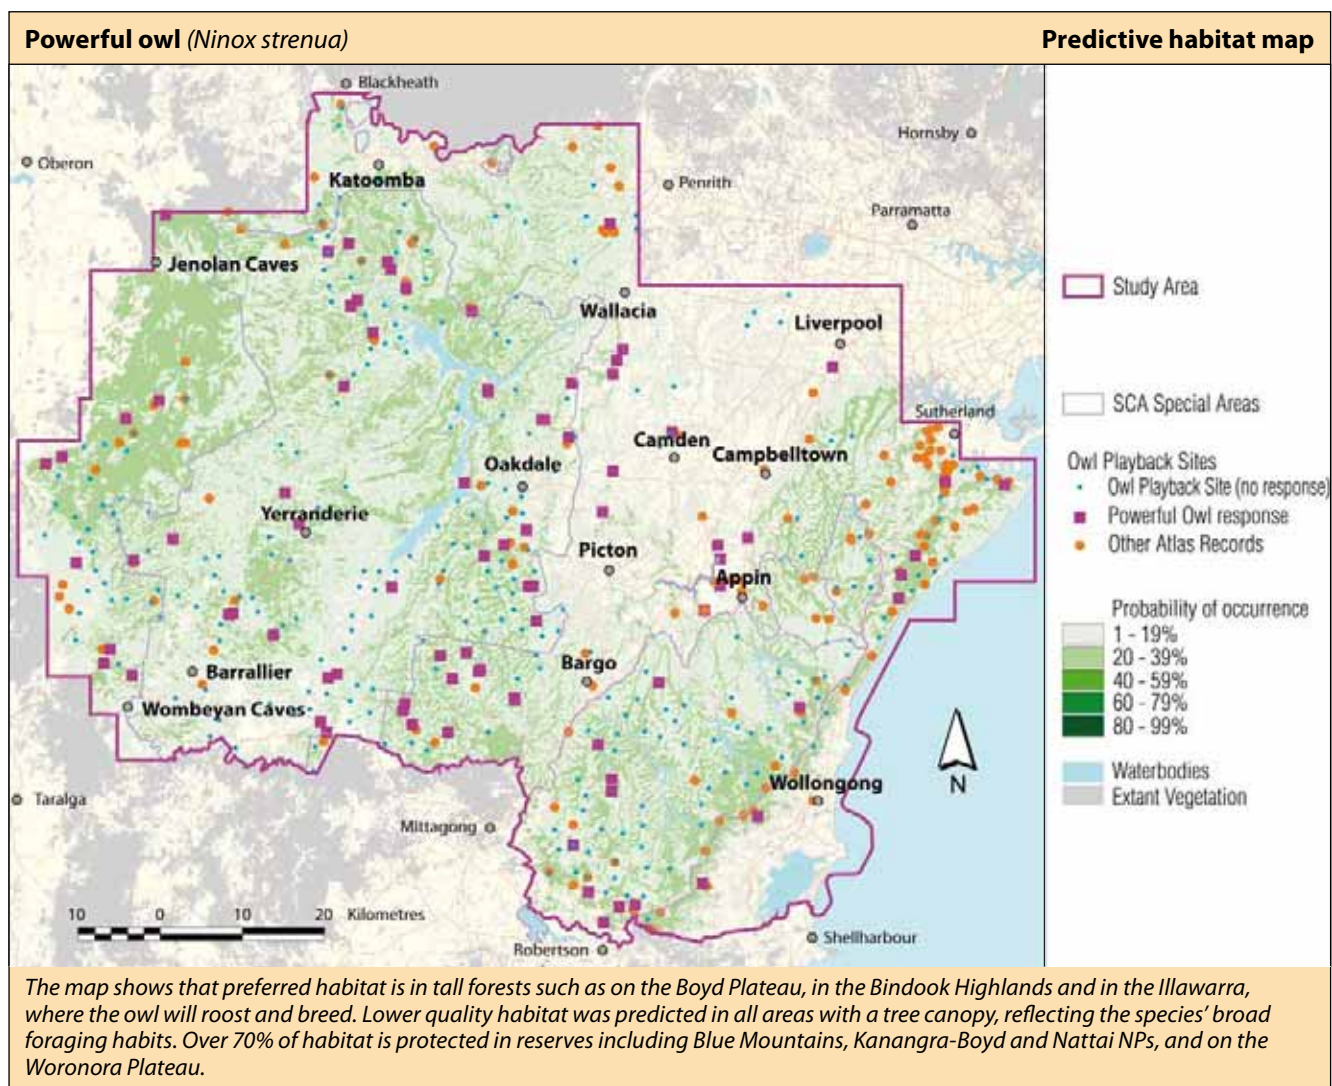 Powerful owl (Ninox strenua)
Predictive habitat map
Blackheath
Hornsby
Oberon
Katoomba
Penrith
Parramatta
Jenolan Caves
Wallacia
Liverpool
Study Area
SCA Special Areas
Sutherland
Camden
Campbelltown
Oakdale
Owl Playback Sites
Owl Playback Site (no response)
Powerful Owl response
Other Atlas Records
Yerranderie
Picton
Appin
Probability of occurrence
1 - 19%
20 - 39%
40 - 59%
60 - 79%
80 - 99%
Bargo
Barrallier
Wombeyan Caves
Waterbodies
Extant Vegetation
Wollongong
N
Taralga
Mittagong
10 0 10 20 Kilometres
Robertson
Shellharbour
The map shows that preferred habitat is in tall forests such as on the Boyd Plateau, in the Bindook Highlands and in the Illawarra,
where the owl will roost and breed. Lower quality habitat was predicted in all areas with a tree canopy, reflecting the species' broad
foraging habits. Over 70% of habitat is protected in reserves including Blue Mountains, Kanangra-Boyd and Nattai NPs, and on the
Woronora Plateau.